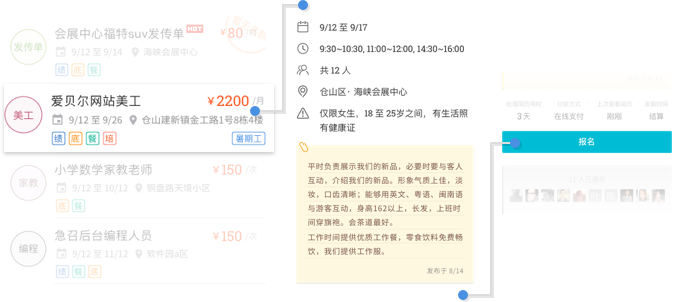 发传单
会展中心福特suv发传单 HOT ¥80 /天
9/12 至 9/14 海峡会展中心
绩 底 餐
美工
爱贝尔网站美工 ¥2200 /月
9/12 至 9/26 仓山建新镇金工路1号8栋4楼
绩 底 餐 培 暑期工
家教
小学数学家教老师 ¥150 /次
9/12 至 10/12 铜盘路天境小区
底 餐
编程
急召后台编程人员 ¥150 /次
9/12 至 11/12 软件园a区
绩 餐 底
9/12 至 9/17
9:30~10:30, 11:00~12:00, 14:30~16:00
共 12 人
仓山区· 海峡会展中心
仅限女生，18 至 25岁之间，有生活照
有健康证
平时负责展示我们的新品，必要时要与客人
互动，介绍我们的新品。形象气质上佳，淡
妆，口齿清晰；能够用英文、粤语、闽南语
与游客互动，身高162以上，长发，上班时
间穿旗袍。会茶道最好。
工作时间提供优质工作餐，零食饮料免费畅
饮，我们提供工作服。
发布于 8/14
3 天 在线支付 刚刚 结算
报名